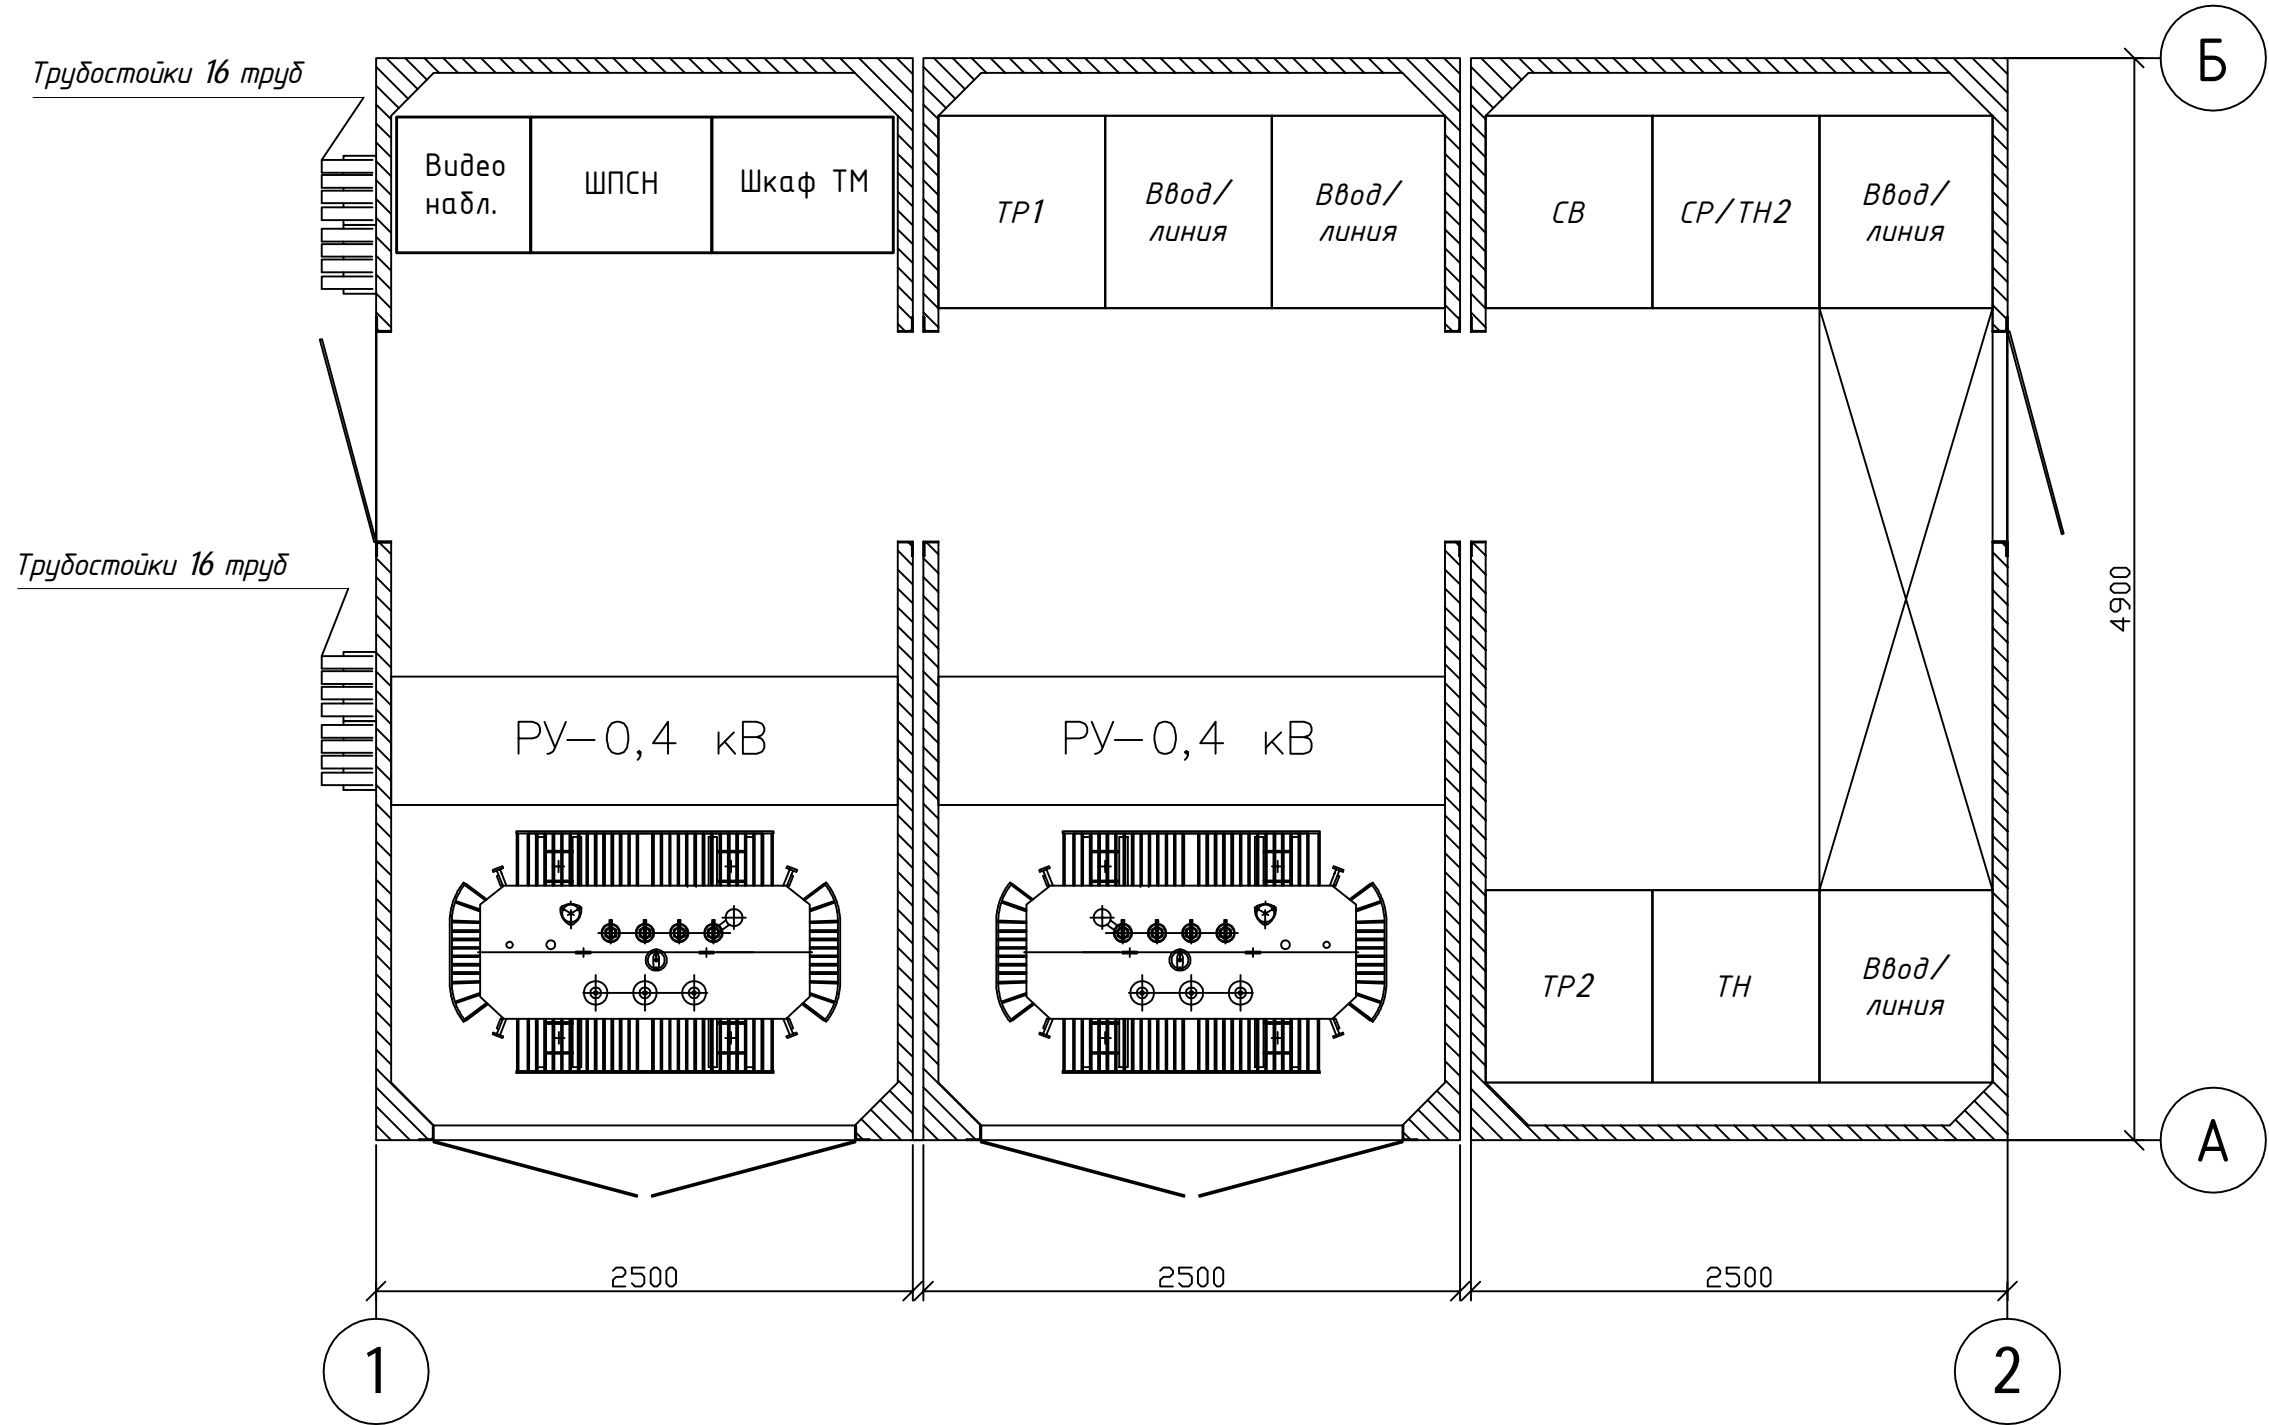 Б
Трубостойки 16 труб
Видео
набл.
ШПСН
Шкаф ТМ
ТР1
Ввод/
линия
Ввод/
линия
СВ
СР/ТН2
Ввод/
линия
Трубостойки 16 труб
4900
РУ-0,4 кВ
РУ-0,4 кВ
ТР2
ТН
Ввод/
линия
А
2500
2500
2500
1
2